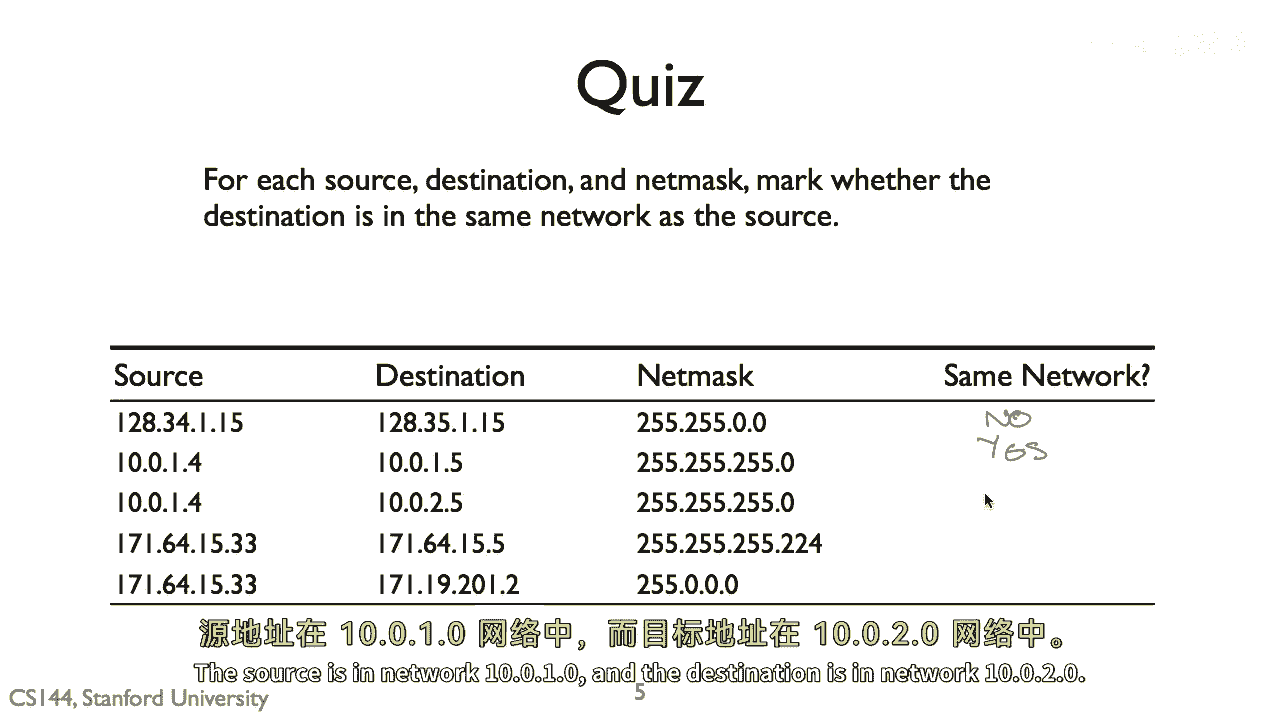 Quiz
For each source, destination, and netmask, mark whether the
destination is in the same network as the source.
Source Destination Netmask Same Network?
128.34.1.15 128.35.1.15 255.255.0.0 NO
10.0.1.4 10.0.1.5 255.255.255.0 YES
10.0.1.4 10.0.2.5 255.255.255.0
171.64.15.33 171.64.15.5 255.255.255.224
171.64.15.33 171.19.201.2 255.0.0.0
源地址在 10.0.1.0 网络中，而目标地址在 10.0.2.0 网络中。
The source is in network 10.0.1.0, and the destination is in network 10.0.2.0.
CS144, Stanford University 5